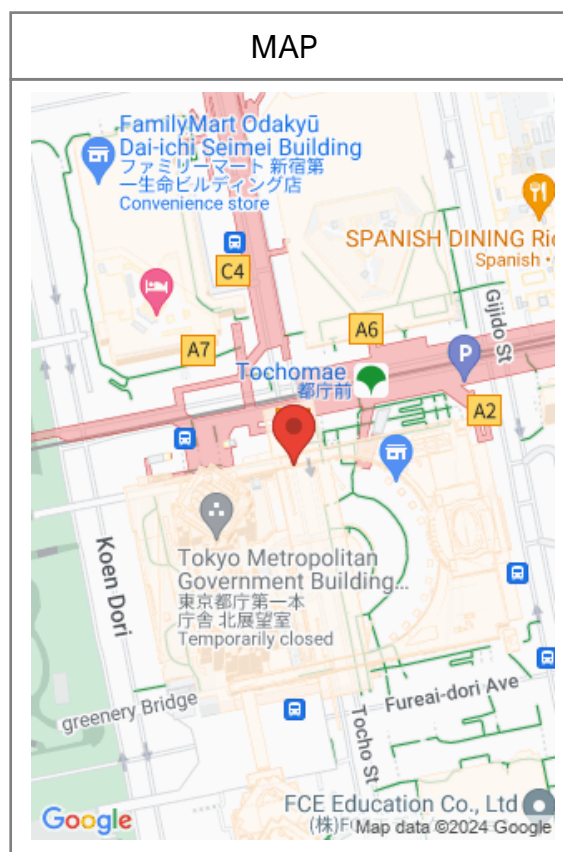 MAP
FamilyMart Odakyū
Dai-ichi Seimei Building
ファミリーマート 新宿第
一生命ビルディング店
Convenience store
SPANISH DINING Ric
Spanish •
C4
Gijido St
A7
A6
P
Tochomae
都庁前
A2
Koen Dori
Tokyo Metropolitan
Government Building...
東京都庁第一本
庁舎 北展望室
Temporarily closed
greenery Bridge
Fureai-dori Ave
Tocho St
FCE Education Co., Ltd
(株)FC
Google
Map data ©2024 Google